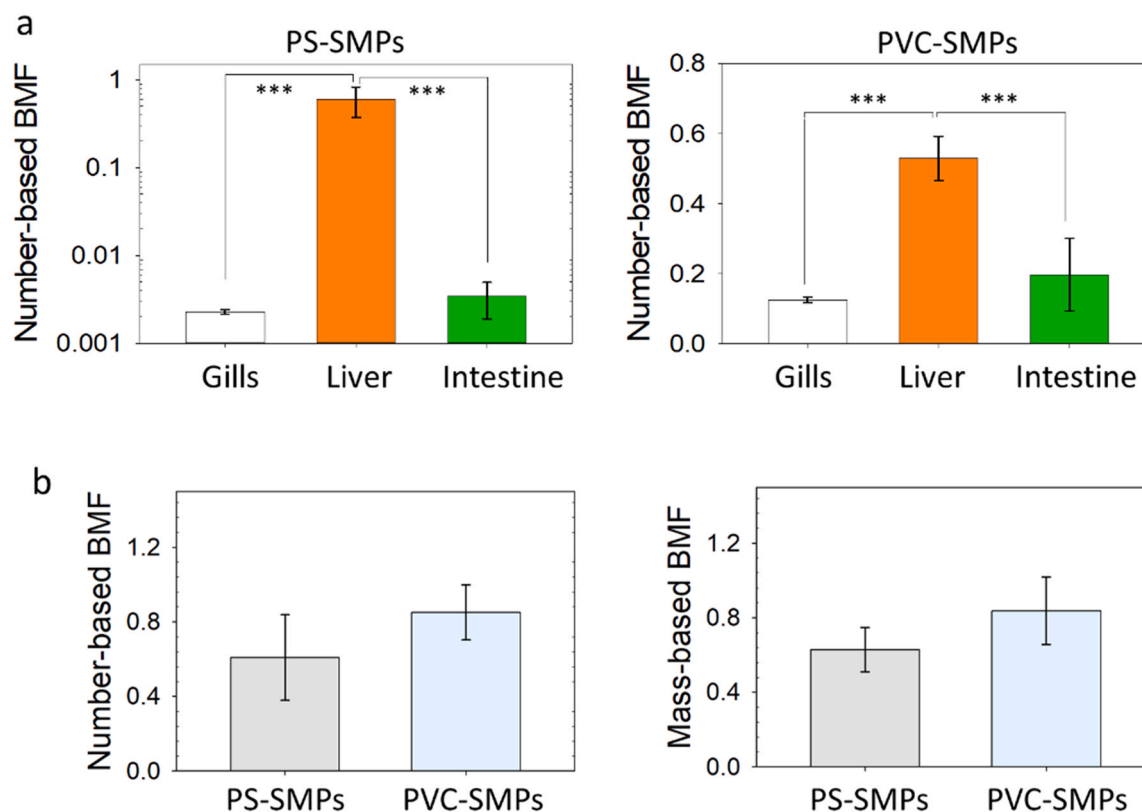 a
PS-SMPs
Number-based BMF
1
0.1
0.01
0.001
*** ***
Gills Liver Intestine
PVC-SMPs
Number-based BMF
0.8
0.6
0.4
0.2
0.0
*** ***
Gills Liver Intestine
b
Number-based BMF
1.2
0.8
0.4
0.0
PS-SMPs PVC-SMPs
Mass-based BMF
1.2
0.8
0.4
0.0
PS-SMPs PVC-SMPs